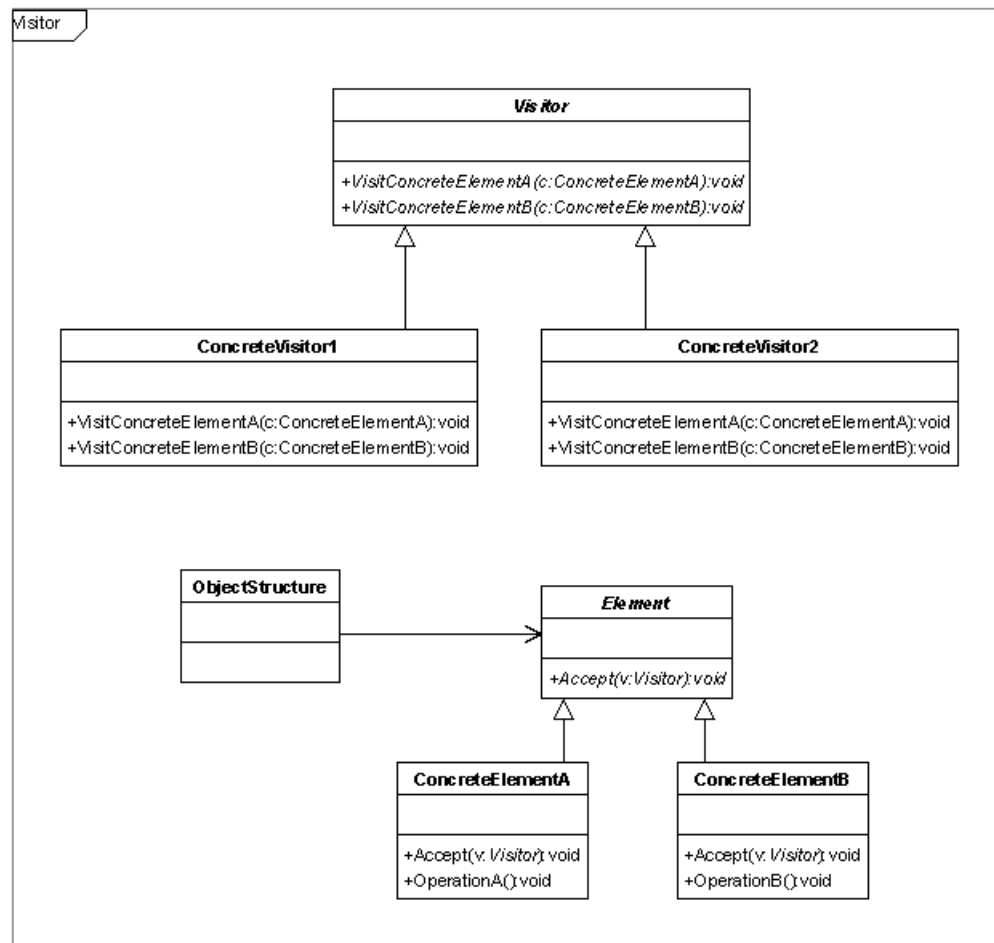 Visitor
Visitor
+VisitConcreteElementA(c:ConcreteElementA):void
+VisitConcreteElementB(c:ConcreteElementB):void
ConcreteVisitor1
+VisitConcreteElementA(c:ConcreteElementA):void
+VisitConcreteElementB(c:ConcreteElementB):void
ConcreteVisitor2
+VisitConcreteElementA(c:ConcreteElementA):void
+VisitConcreteElementB(c:ConcreteElementB):void
ObjectStructure
Element
+Accept(v:Visitor):void
ConcreteElementA
+Accept(v:Visitor):void
+OperationA():void
ConcreteElementB
+Accept(v:Visitor):void
+OperationB():void